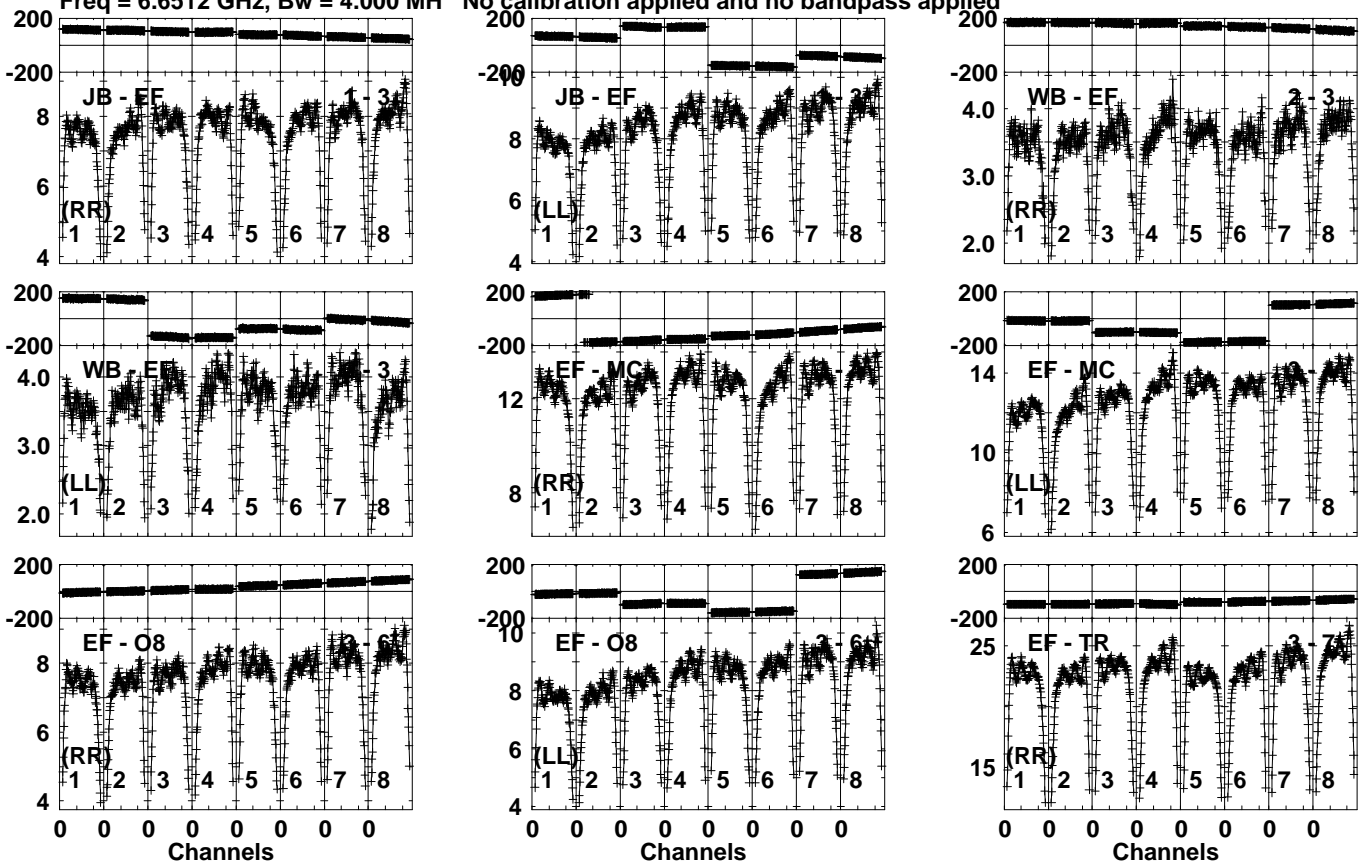 Freq = 6.6512 GHz, Bw = 4.000 MH No calibration applied and no bandpass applied
200 200 200
-200 -200 -200
JB - EF 1 - 3 10 JB - EF WB - EF 2 - 3
8 8 4.0
6 6 3.0
(RR) (LL) (RR)
1 2 3 4 5 6 7 8 1 2 3 4 5 6 7 8 1 2 3 4 5 6 7 8
4 4 2.0
200 200 200
-200 -200 -200
WB - EF EF - MC EF - MC
4.0 12 14
3.0 8 10
(LL) (RR) (LL)
1 2 3 4 5 6 7 8 1 2 3 4 5 6 7 8 1 2 3 4 5 6 7 8
2.0 6
200 200 200
-200 -200 -200
EF - O8 3 - 6 10 EF - O8 3 - 6 EF - TR 3 - 7
8 8 25
6 6 15
(RR) (LL) (RR)
1 2 3 4 5 6 7 8 1 2 3 4 5 6 7 8 1 2 3 4 5 6 7 8
4 4
0 0 0 0 0 0 0 0 0 0 0 0 0 0 0 0 0 0 0 0 0 0 0 0
Channels Channels Channels